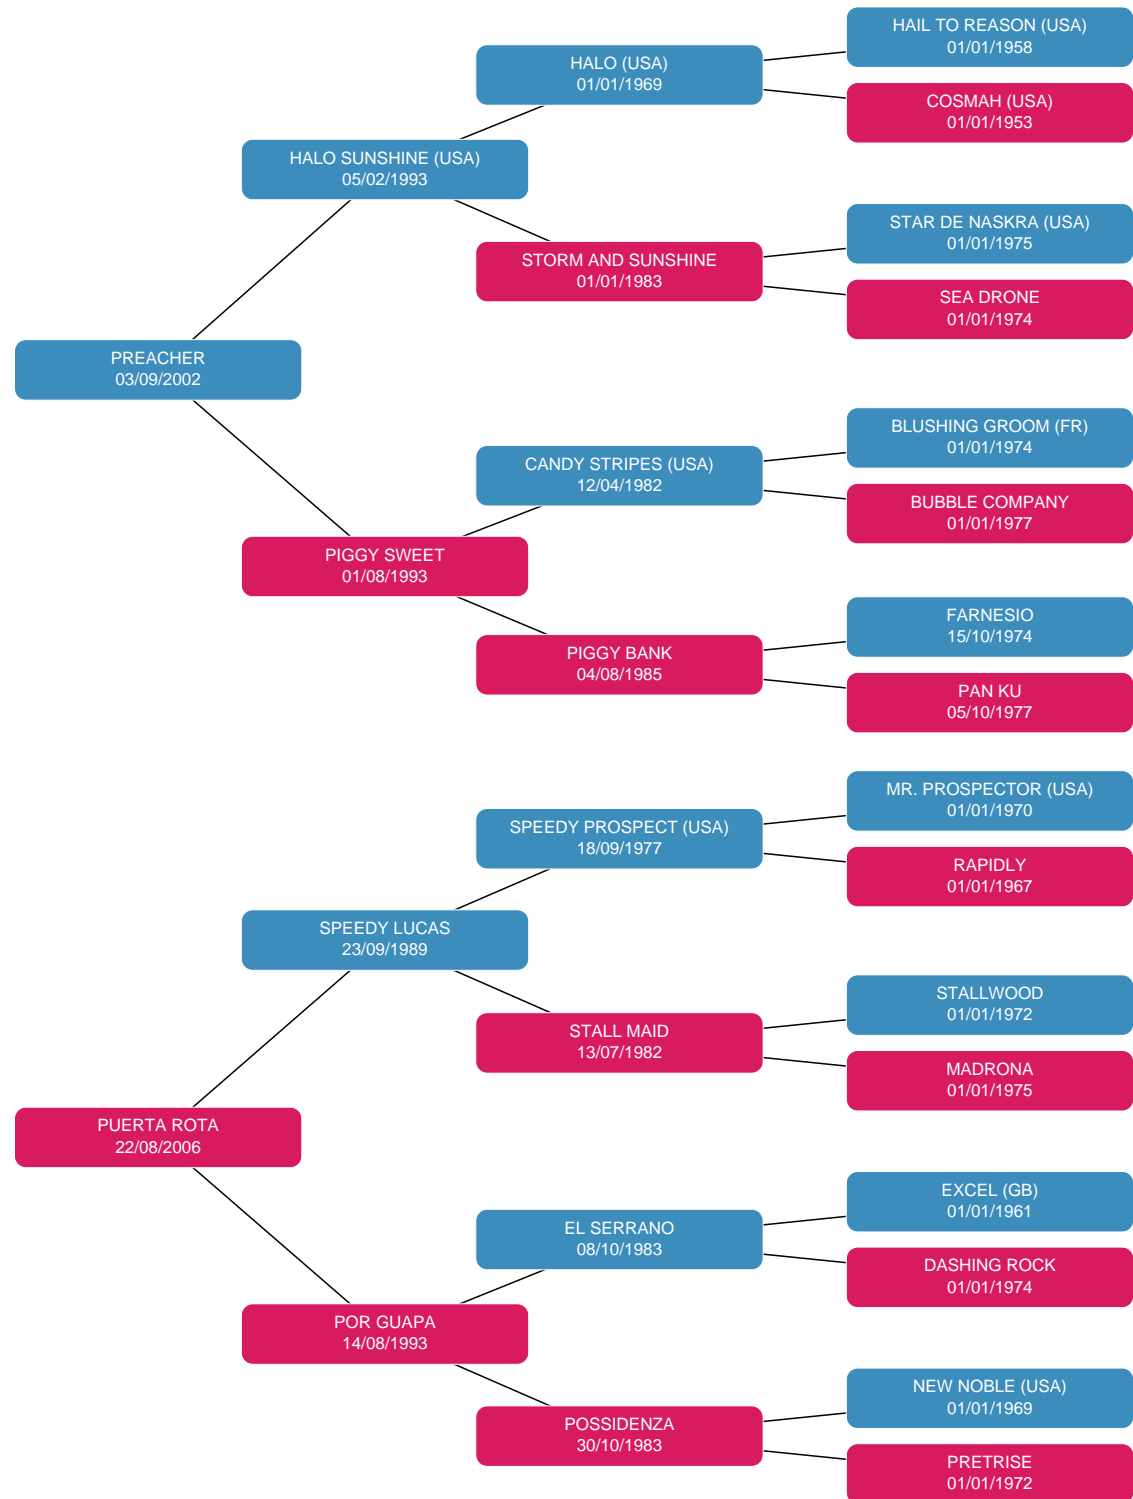 HAIL TO REASON (USA)
01/01/1958
HALO (USA)
01/01/1969
COSMAH (USA)
01/01/1953
HALO SUNSHINE (USA)
05/02/1993
STAR DE NASKRA (USA)
01/01/1975
STORM AND SUNSHINE
01/01/1983
SEA DRONE
01/01/1974
PREACHER
03/09/2002
BLUSHING GROOM (FR)
01/01/1974
CANDY STRIPES (USA)
12/04/1982
BUBBLE COMPANY
01/01/1977
PIGGY SWEET
01/08/1993
FARNESIO
15/10/1974
PIGGY BANK
04/08/1985
PAN KU
05/10/1977
MR. PROSPECTOR (USA)
01/01/1970
SPEEDY PROSPECT (USA)
18/09/1977
RAPIDLY
01/01/1967
SPEEDY LUCAS
23/09/1989
STALLWOOD
01/01/1972
STALL MAID
13/07/1982
MADRONA
01/01/1975
PUERTA ROTA
22/08/2006
EXCEL (GB)
01/01/1961
EL SERRANO
08/10/1983
DASHING ROCK
01/01/1974
POR GUAPA
14/08/1993
NEW NOBLE (USA)
01/01/1969
POSSIDENZA
30/10/1983
PRETRISE
01/01/1972